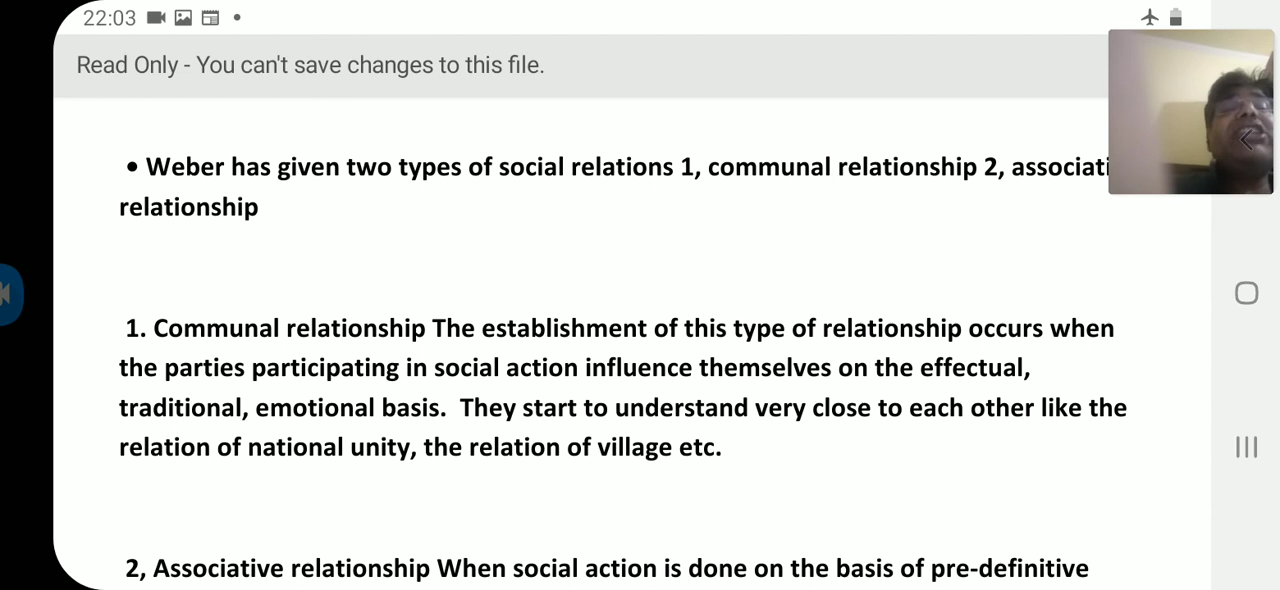 22:03
Read Only - You can't save changes to this file.
• Weber has given two types of social relations 1, communal relationship 2, associati
relationship
1. Communal relationship The establishment of this type of relationship occurs when
the parties participating in social action influence themselves on the effectual,
traditional, emotional basis. They start to understand very close to each other like the
relation of national unity, the relation of village etc.
2, Associative relationship When social action is done on the basis of pre-definitive